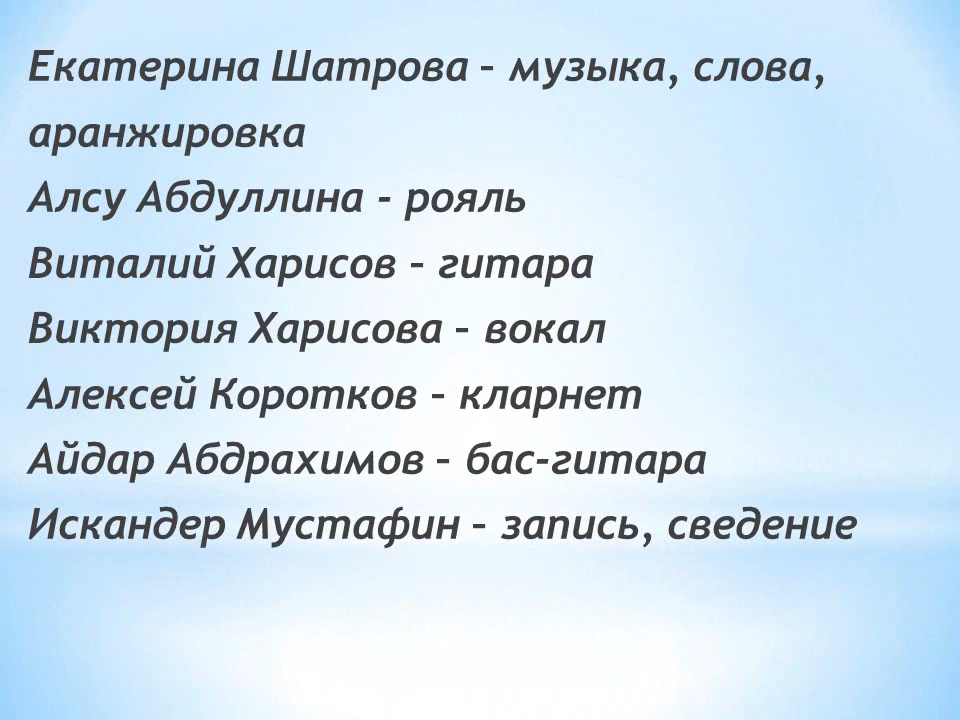 Екатерина Шатрова – музыка, слова,
аранжировка
Алсу Абдуллина - рояль
Виталий Харисов – гитара
Виктория Харисова – вокал
Алексей Коротков – кларнет
Айдар Абдрахимов – бас-гитара
Искандер Мустафин – запись, сведение